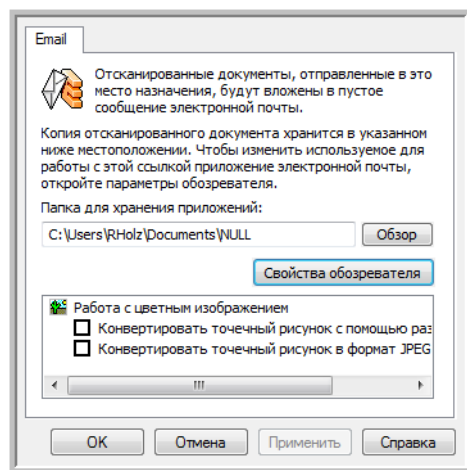 Email
Отсканированные документы, отправленные в это
место назначения, будут вложены в пустое
сообщение электронной почты.
Копия отсканированного документа хранится в указанном
ниже местоположении. Чтобы изменить используемое для
работы с этой ссылкой приложение электронной почты,
откройте параметры обозревателя.
Папка для хранения приложений:
C:\Users\RHolz\Documents\NULL
Обзор
Свойства обозревателя
Работа с цветным изображением
Конвертировать точечный рисунок с помощью раз
Конвертировать точечный рисунок в формат JPEG
OK Отмена Применить Справка